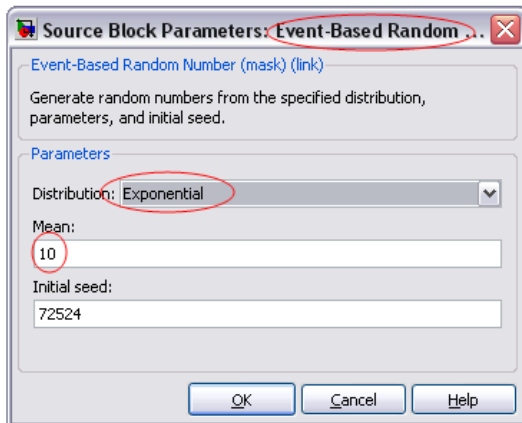 Source Block Parameters: Event-Based Random ...
Event-Based Random Number (mask) (link)
Generate random numbers from the specified distribution,
parameters, and initial seed.
Parameters
Distribution: Exponential
Mean:
10
Initial seed:
72524
OK Cancel Help